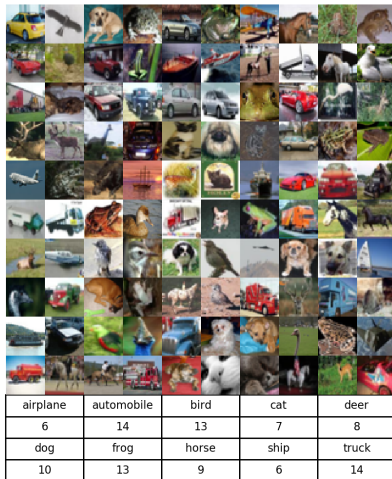 airplane automobile bird cat deer
6 14 13 7 8
dog frog horse ship truck
10 13 9 6 14